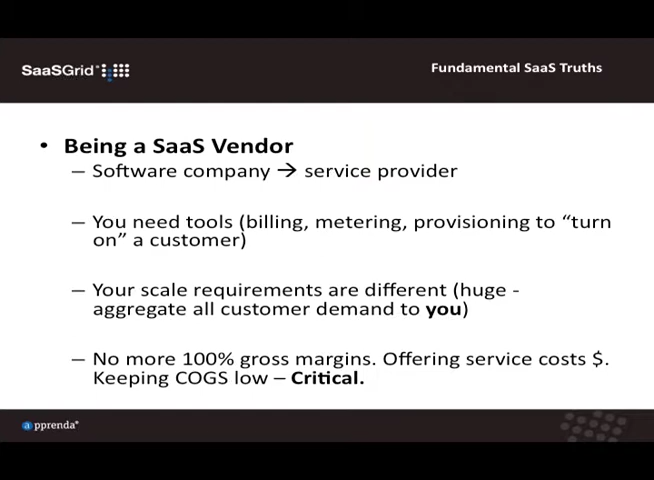 SaaSGrid
Fundamental SaaS Truths
• Being a SaaS Vendor
– Software company → service provider
– You need tools (billing, metering, provisioning to “turn
on” a customer)
– Your scale requirements are different (huge -
aggregate all customer demand to you)
– No more 100% gross margins. Offering service costs $.
Keeping COGS low – Critical.
apprenda